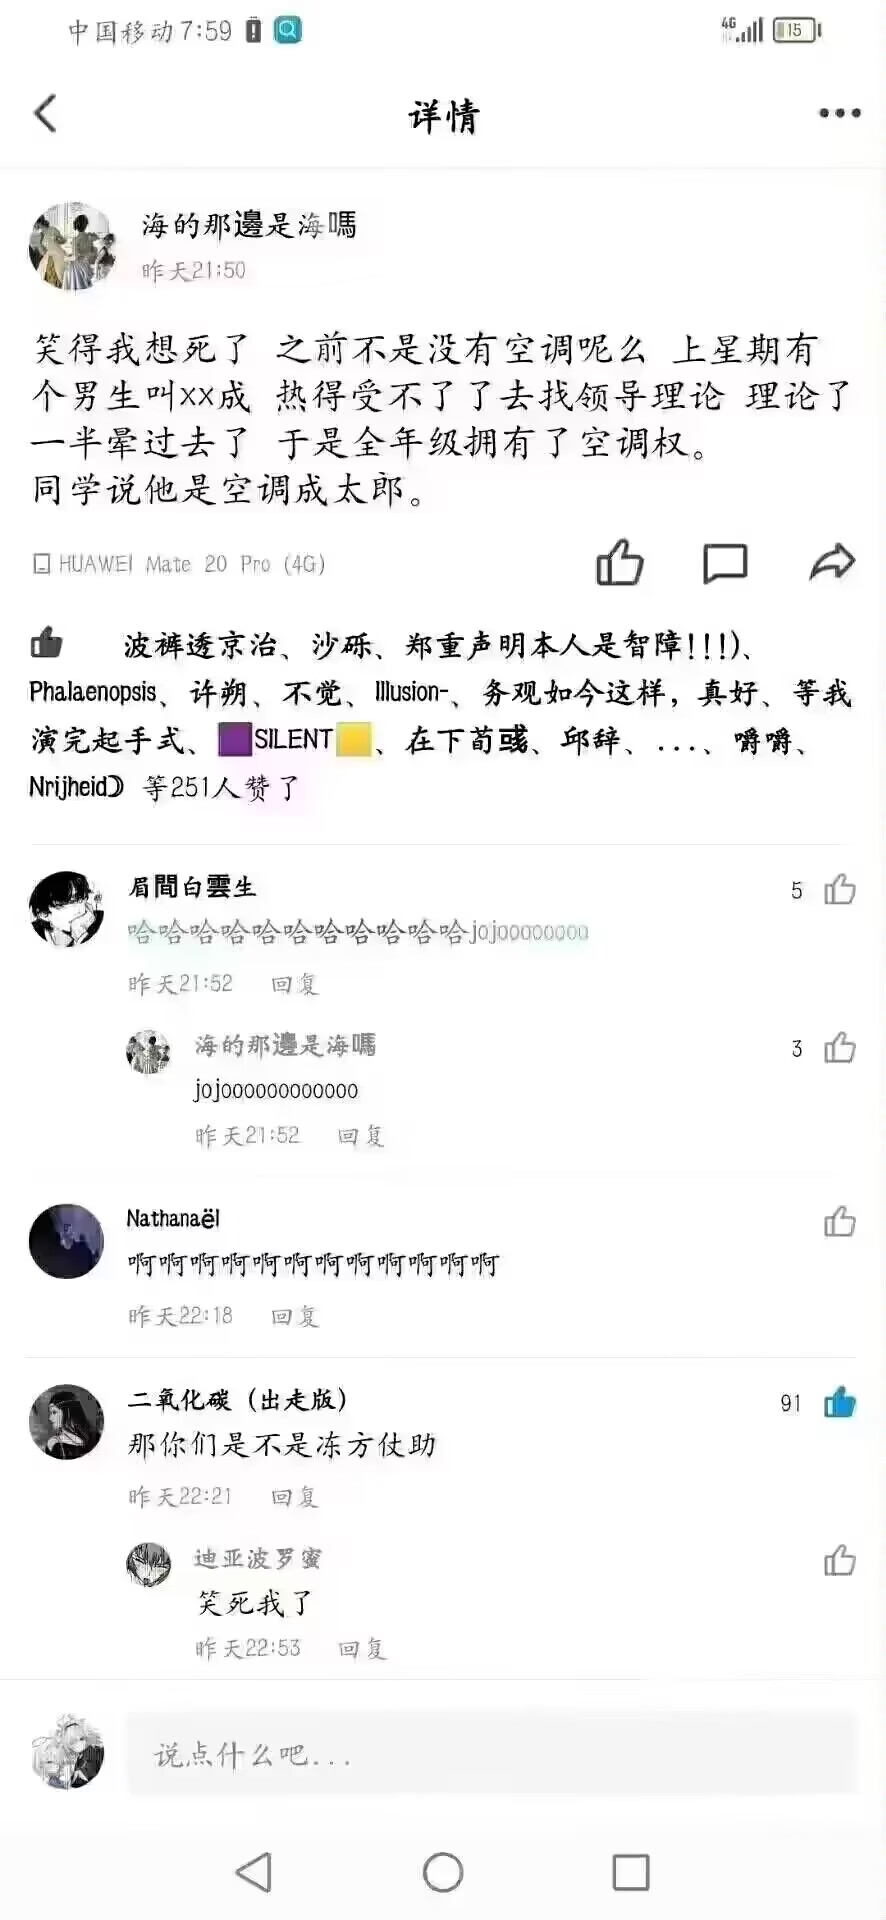 中国移动 7:59 4G 15
详情
海的那邊是海嗎
昨天21:50
笑得我想死了 之前不是没有空调呢么 上星期有
个男生叫xx成 热得受不了了去找领导理论 理论了
一半晕过去了 于是全年级拥有了空调权。
同学说他是空调成太郎。
HUAWEI Mate 20 Pro (4G)
波裤透京治、沙砾、郑重声明本人是智障!!!)、
Phalaenopsis、许朔、不觉、Illusion-、务观如今这样，真好、等我
演完起手式、🟪SILENT🟨、在下荀彧、邱辞、...、嚼嚼、
Nrijheid☽ 等251人赞了
眉間白雲生
5
哈哈哈哈哈哈哈哈哈哈哈jojoooooooo
昨天21:52 回复
海的那邊是海嗎
3
jojooooooooooooo
昨天21:52 回复
Nathanaël
啊啊啊啊啊啊啊啊啊啊啊啊
昨天22:18 回复
二氧化碳（出走版）
91
那你们是不是冻方仗助
昨天22:21 回复
迪亚波罗蜜
笑死我了
昨天22:53 回复
说点什么吧...